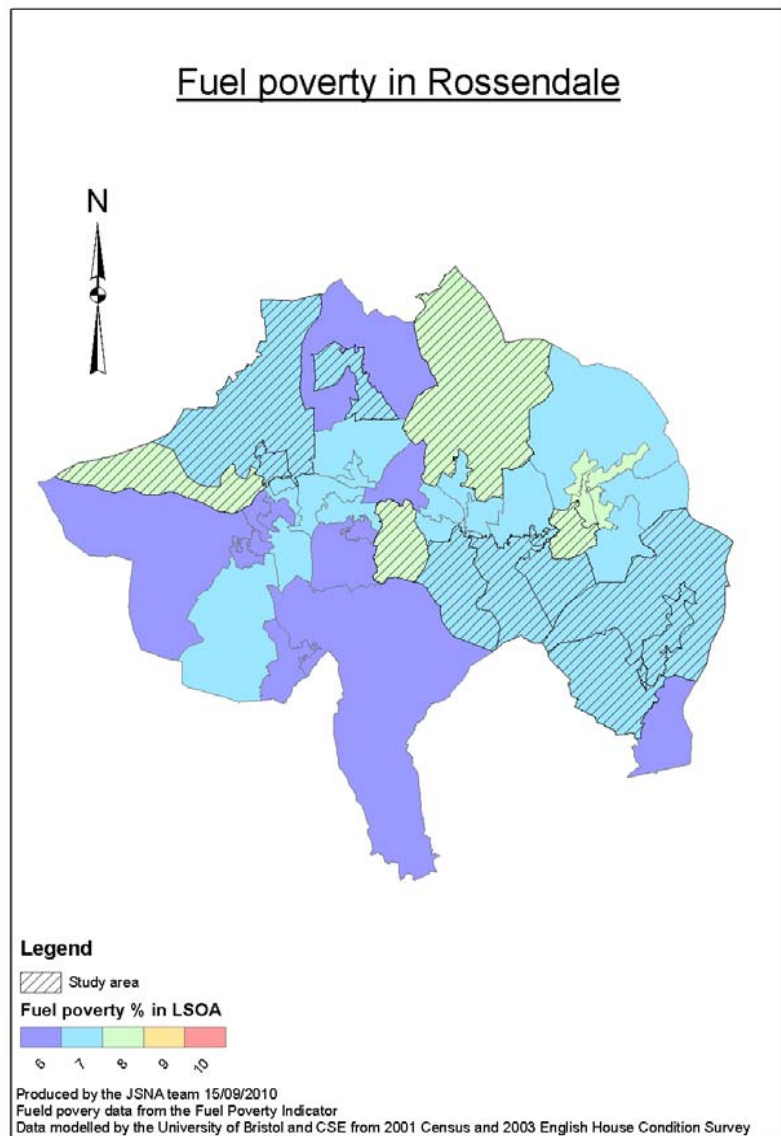 Fuel poverty in Rossendale
N
Legend
Study area
Fuel poverty % in LSOA
6 7 8 9 10
Produced by the JSNA team 15/09/2010
Fueld povery data from the Fuel Poverty Indicator
Data modelled by the University of Bristol and CSE from 2001 Census and 2003 English House Condition Survey